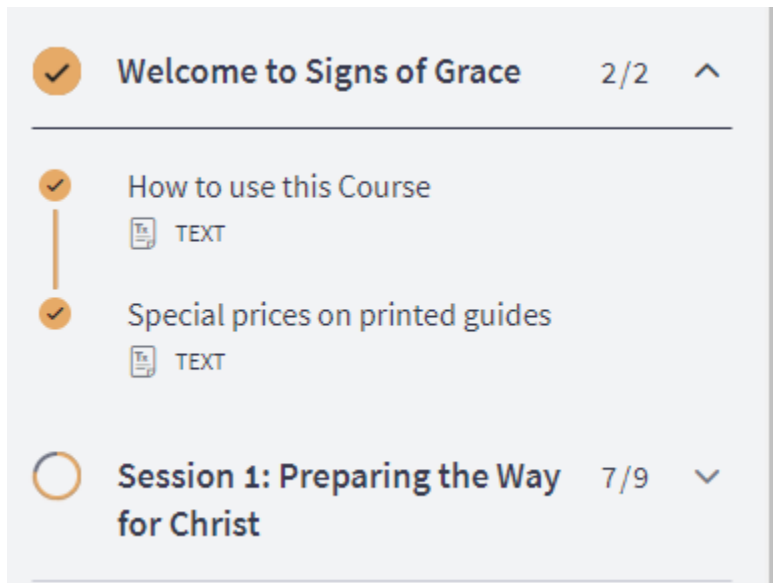 Welcome to Signs of Grace 2/2
How to use this Course
TEXT
Special prices on printed guides
TEXT
Session 1: Preparing the Way 7/9
for Christ